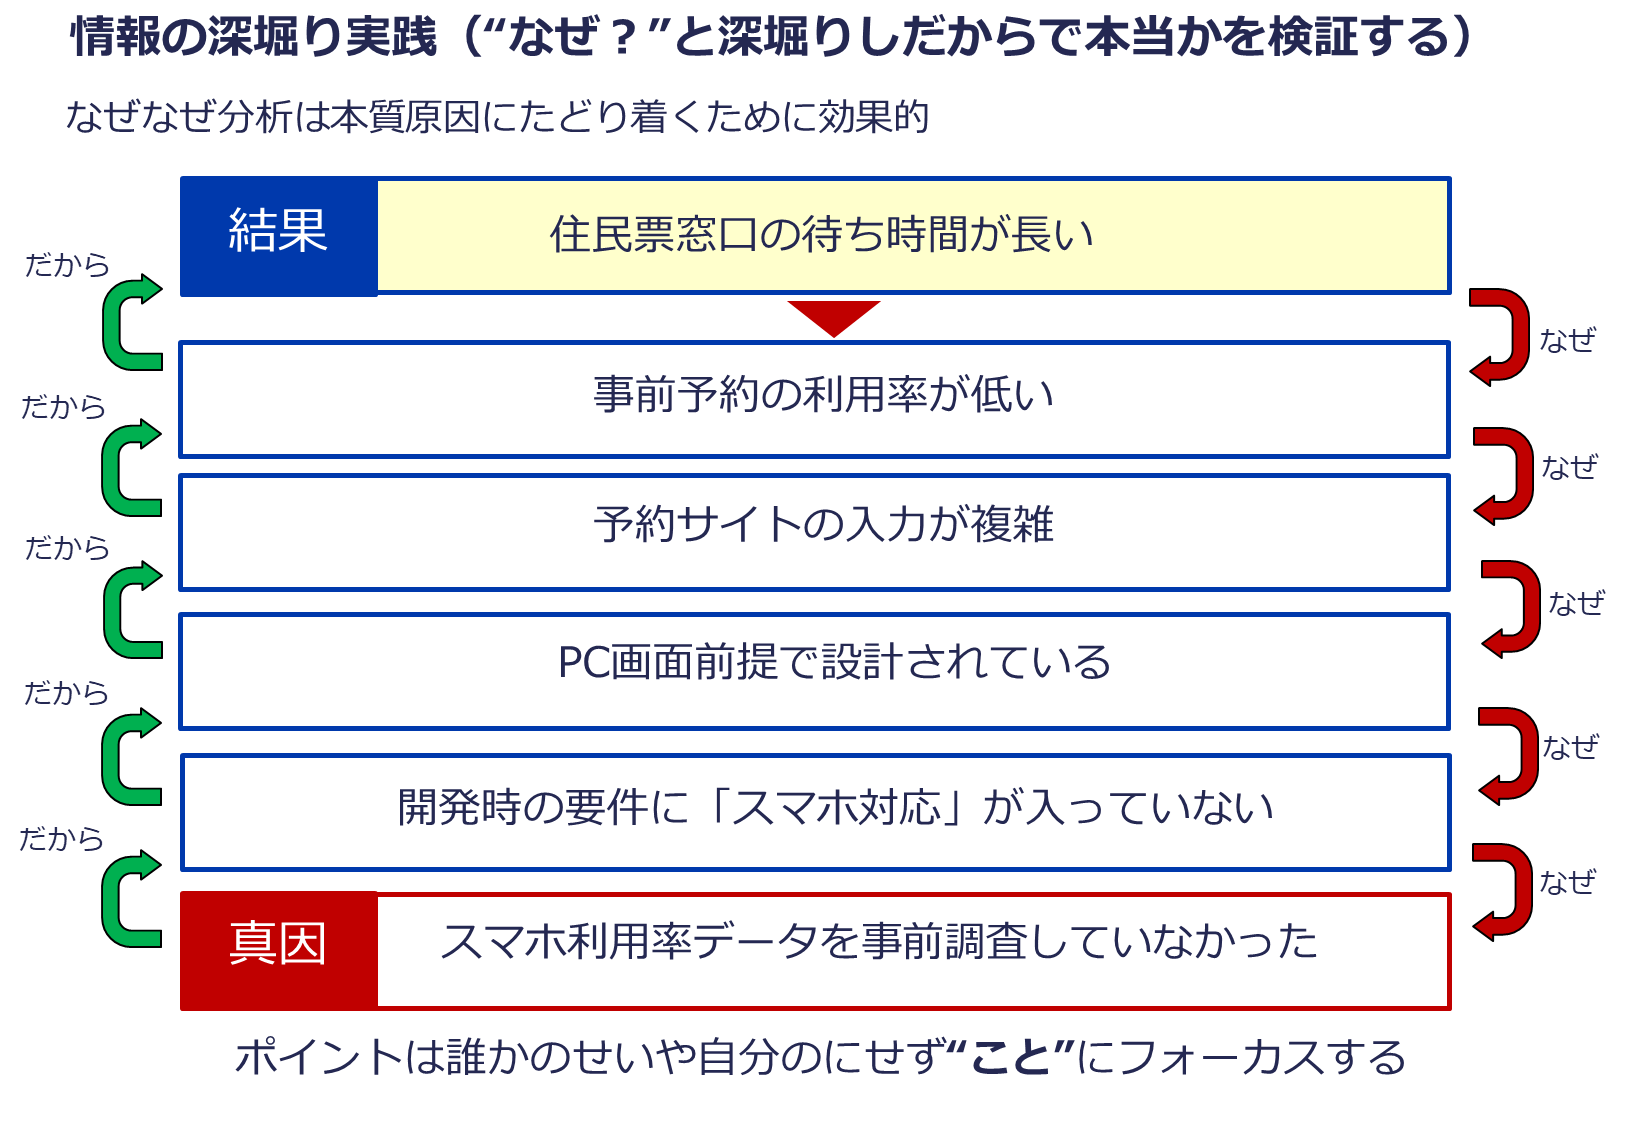 情報の深堀り実践（“なぜ？”と深堀りしだからで本当かを検証する）
なぜなぜ分析は本質原因にたどり着くために効果的
結果
住民票窓口の待ち時間が長い
だから
なぜ
事前予約の利用率が低い
だから
なぜ
予約サイトの入力が複雑
だから
なぜ
PC画面前提で設計されている
だから
なぜ
開発時の要件に「スマホ対応」が入っていない
だから
なぜ
真因
スマホ利用率データを事前調査していなかった
ポイントは誰かのせいや自分のにせず“こと”にフォーカスする